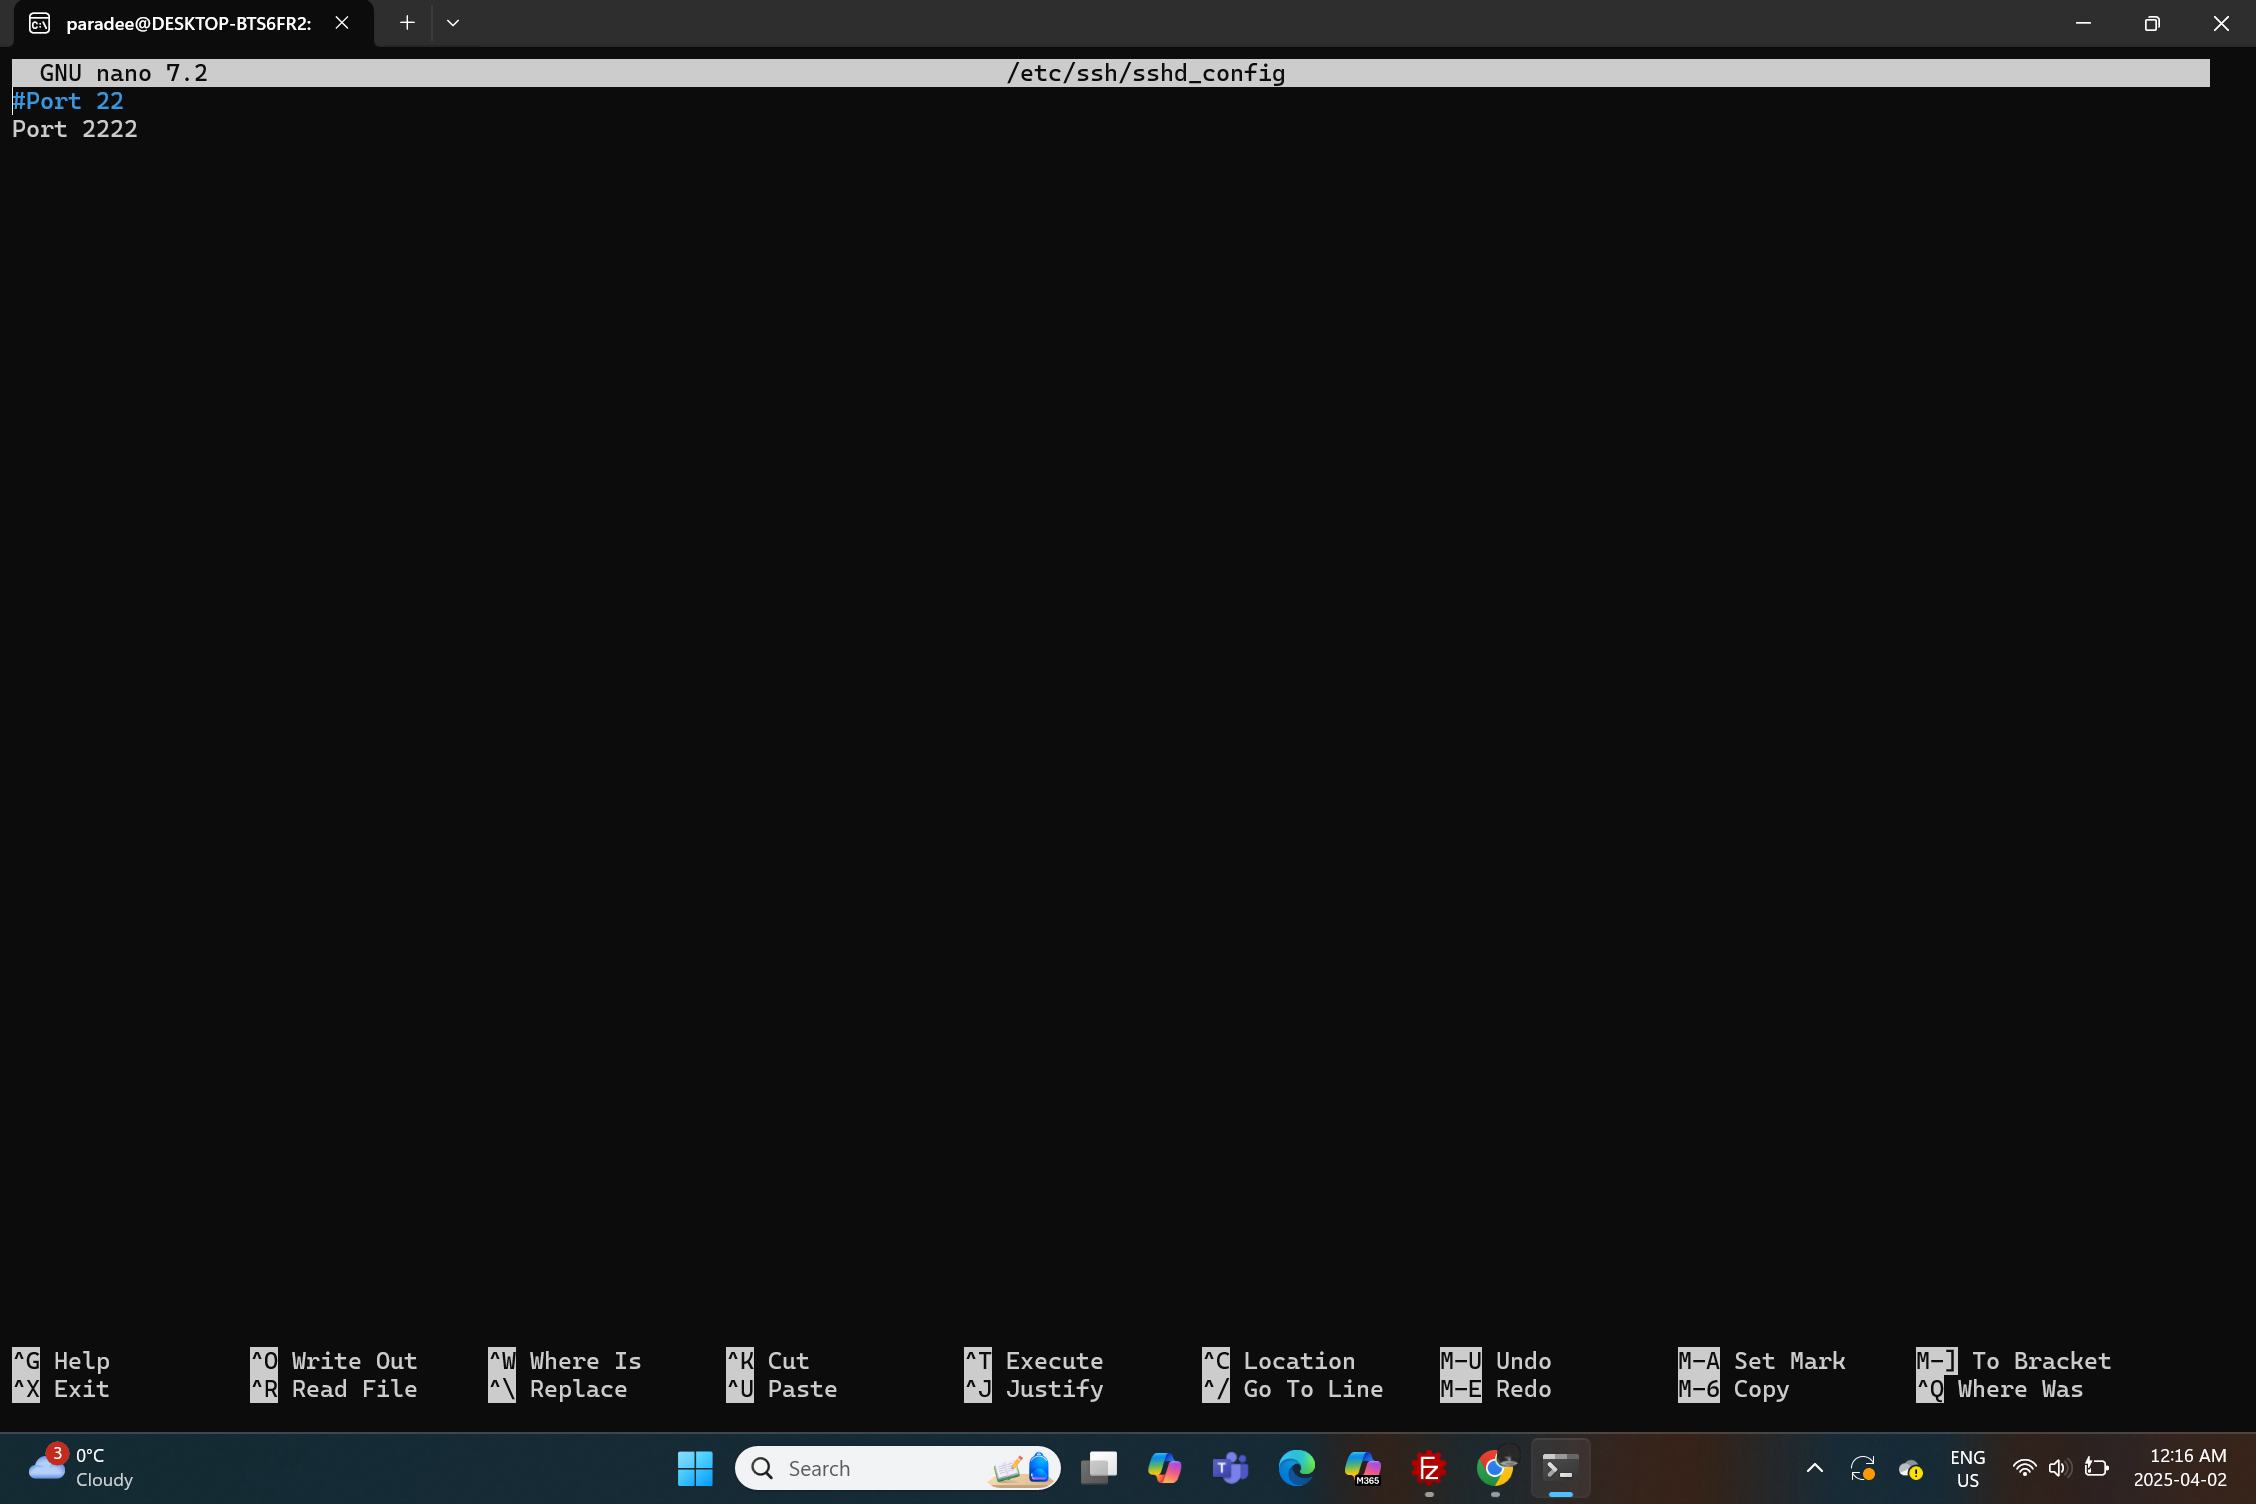 paradee@DESKTOP-BTS6FR2:
GNU nano 7.2 /etc/ssh/sshd_config
#Port 22
Port 2222
^G Help ^O Write Out ^W Where Is ^K Cut ^T Execute ^C Location M-U Undo M-A Set Mark M-] To Bracket
^X Exit ^R Read File ^\ Replace ^U Paste ^J Justify ^/ Go To Line M-E Redo M-6 Copy ^Q Where Was
3 0°C
Cloudy
Search
T
M365
Fz
ENG
US
12:16 AM
2025-04-02